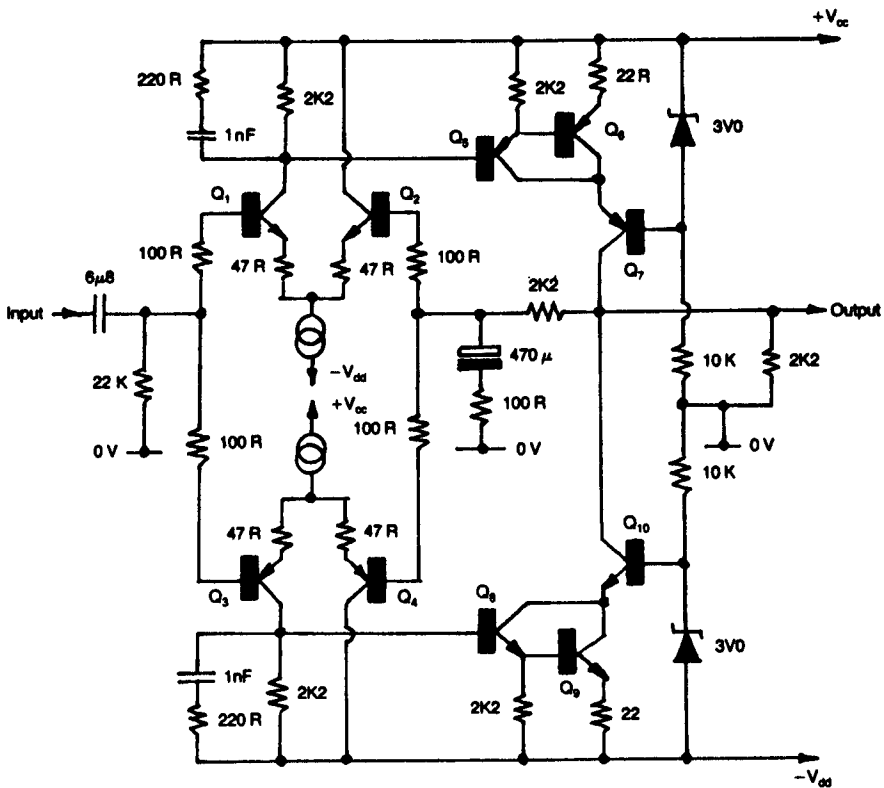 +Vcc
220 R
2K2
2K2
22 R
1nF
Q5
Q6
3V0
Q1
Q2
100 R
47 R
47 R
100 R
Q7
6µ8
2K2
Input
Output
470 µ
−Vdd
10 K
2K2
22 K
+Vcc
100 R
0 V
100 R
100 R
0 V
0 V
10 K
47 R
47 R
Q10
Q3
Q4
Q8
Q9
3V0
1nF
2K2
2K2
22
220 R
−Vdd